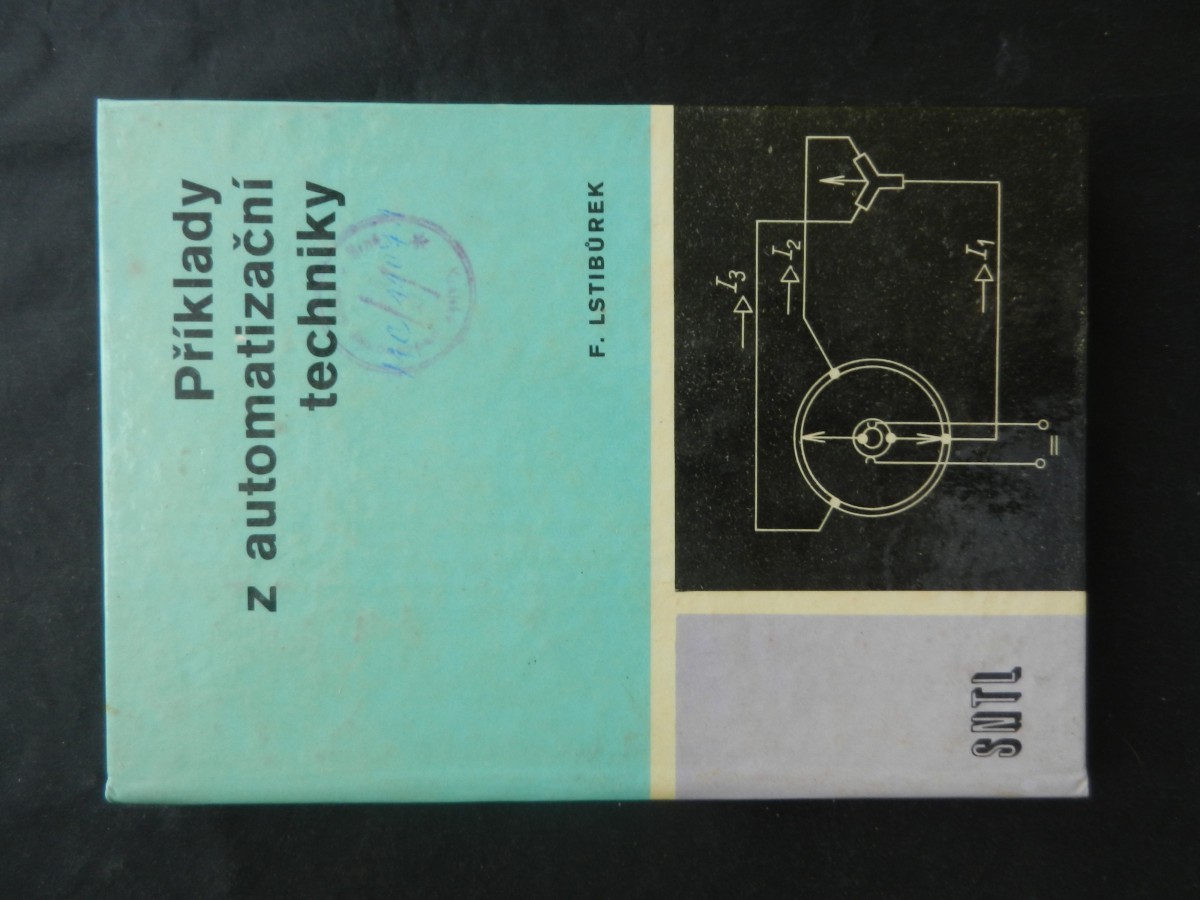 Příklady
z automatizační
techniky
F. LSTIBŮREK
I3
I2
I1
=
SNTL